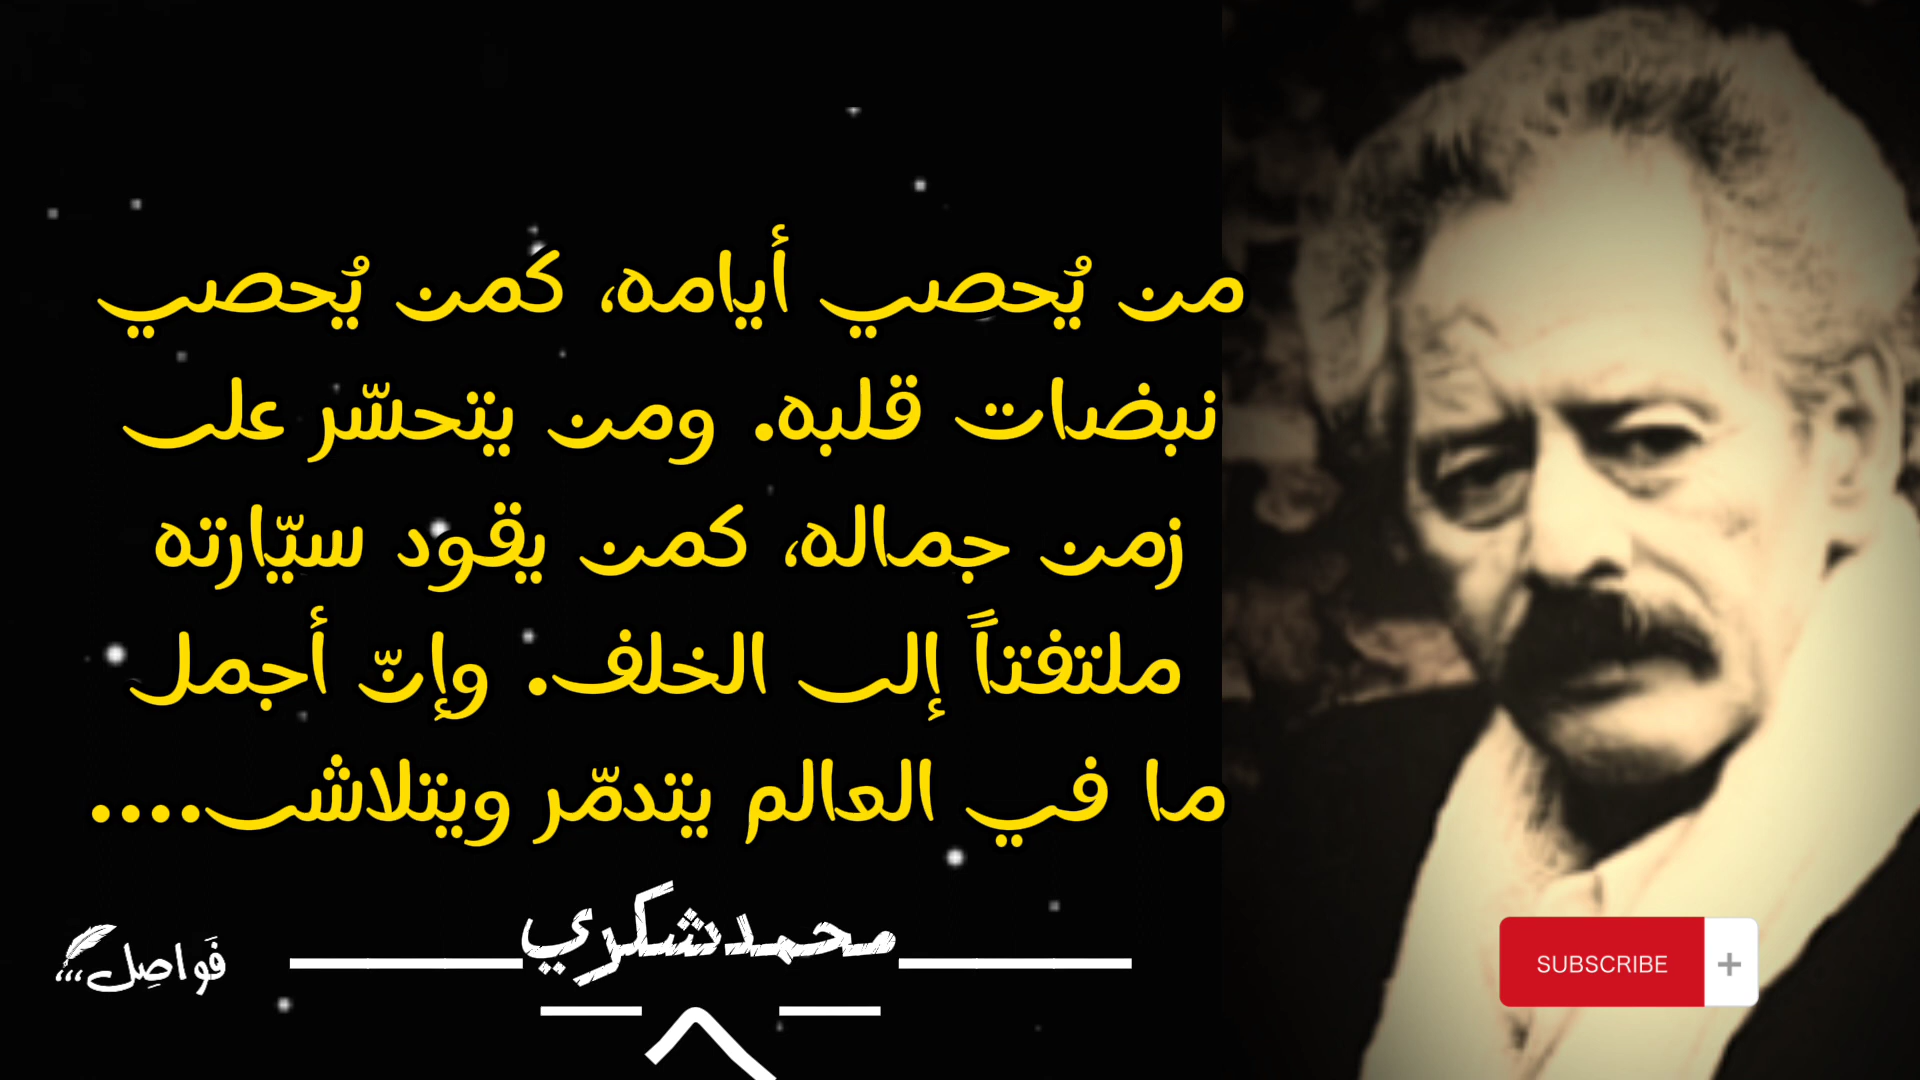 من يُحصي أيامه، كَمن يُحصي
نبضات قلبه. ومن يتحسّر على
زمن جماله، كمن يقود سيّارته
ملتفتاً إلى الخلف. وإنّ أجمل
ما في العالم يتدمّر ويتلاشى....
محمد شكري
فَواصِل،،،
SUBSCRIBE +